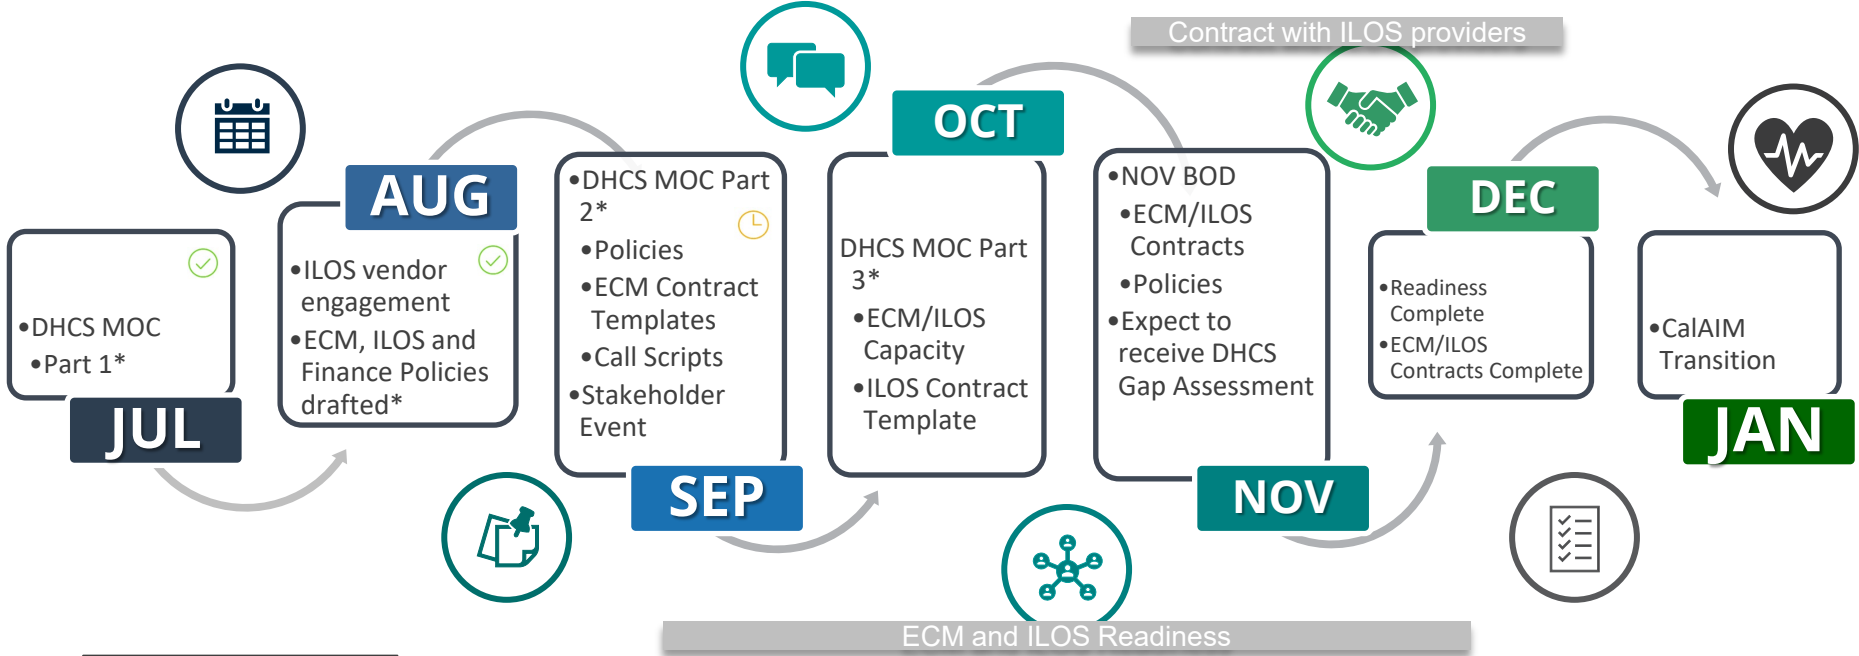 Contract with ILOS providers
•DHCS MOC
•Part 1*
JUL
AUG
•ILOS vendor
engagement
•ECM, ILOS and
Finance Policies
drafted*
•DHCS MOC Part
2*
•Policies
•ECM Contract
Templates
•Call Scripts
•Stakeholder
Event
SEP
OCT
DHCS MOC Part
3*
•ECM/ILOS
Capacity
•ILOS Contract
Template
•NOV BOD
•ECM/ILOS
Contracts
•Policies
•Expect to
receive DHCS
Gap Assessment
NOV
DEC
•Readiness
Complete
•ECM/ILOS
Contracts Complete
•CalAIM
Transition
JAN
ECM and ILOS Readiness